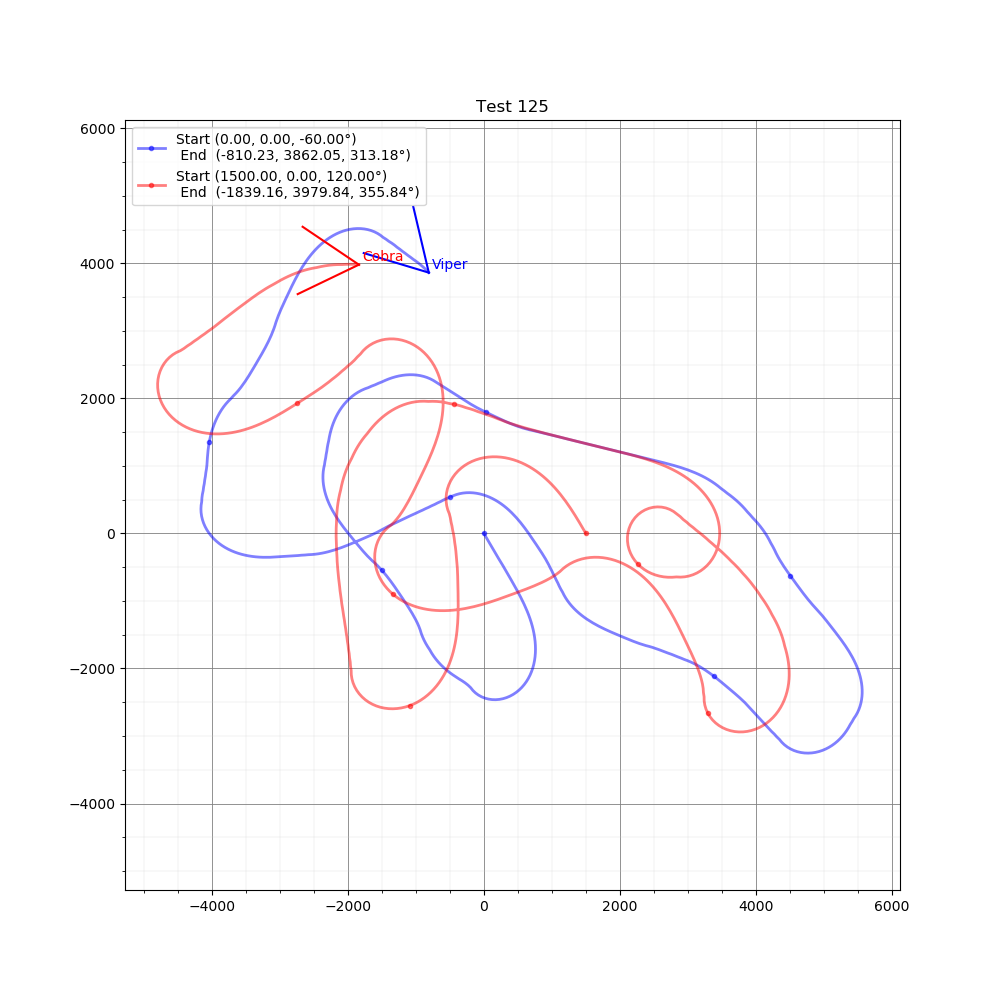 Test 125
Start (0.00, 0.00, -60.00°)
End (-810.23, 3862.05, 313.18°)
Start (1500.00, 0.00, 120.00°)
End (-1839.16, 3979.84, 355.84°)
Cobra
Viper
6000
4000
2000
0
−2000
−4000
−4000 −2000 0 2000 4000 6000